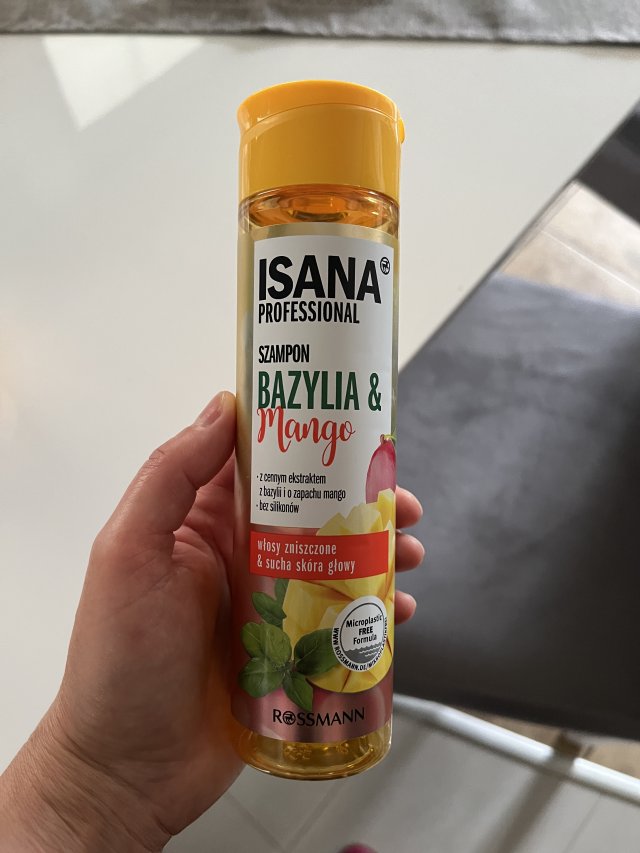 ISANA
PROFESSIONAL
SZAMPON
BAZYLIA &
Mango
• z cennym ekstraktem
z bazylii i o zapachu mango
• bez silikonów
włosy zniszczone
& sucha skóra głowy
Microplastic
FREE
Formula
ROSSMANN